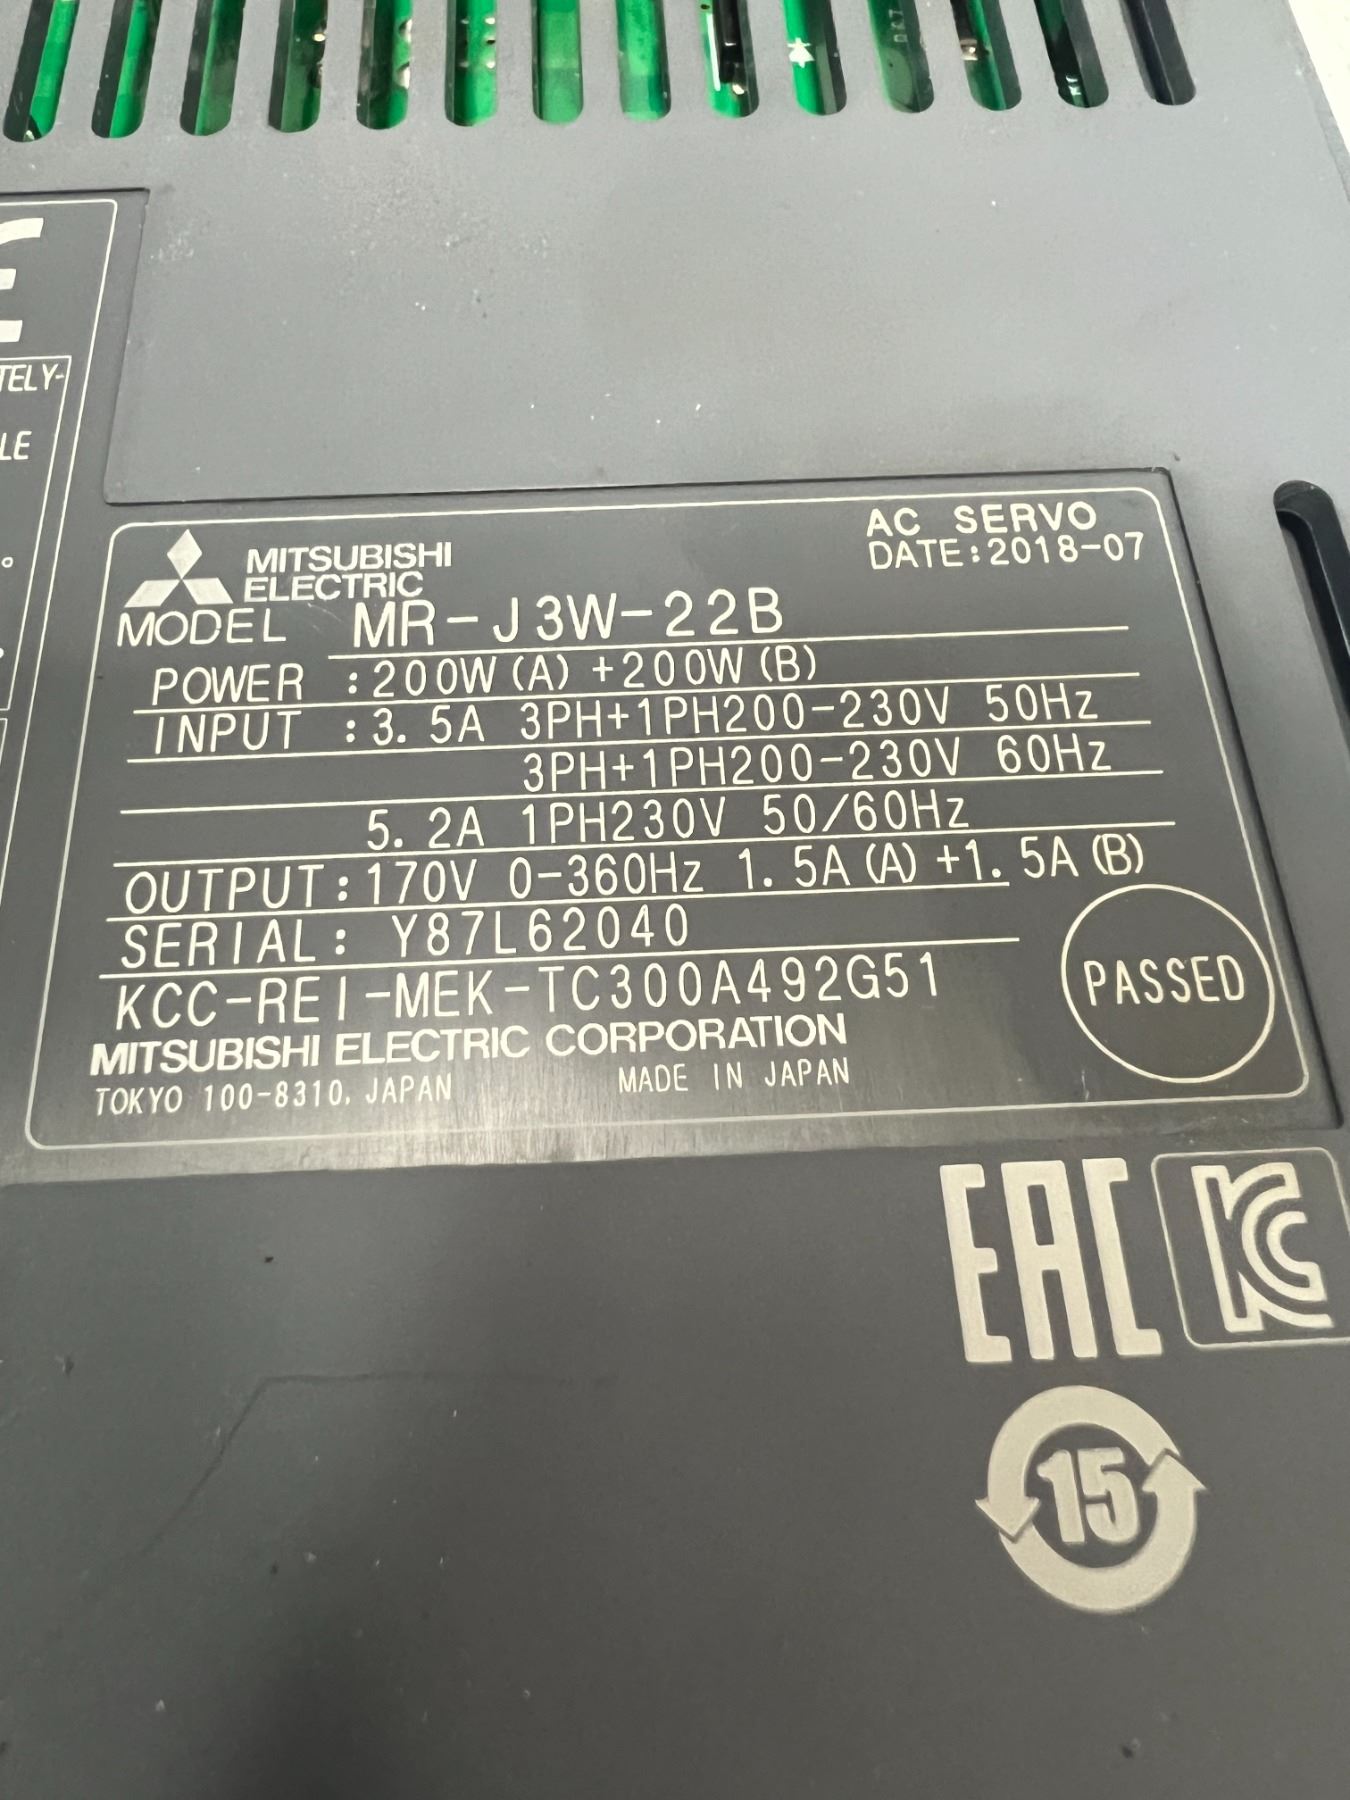 TELY-
LE
AC SERVO
DATE:2018-07
MITSUBISHI
ELECTRIC
MODEL MR-J3W-22B
POWER :200W(A)+200W(B)
INPUT :3.5A 3PH+1PH200-230V 50Hz
3PH+1PH200-230V 60Hz
5.2A 1PH230V 50/60Hz
OUTPUT:170V 0-360Hz 1.5A(A)+1.5A(B)
SERIAL: Y87L62040
KCC-REI-MEK-TC300A492G51
PASSED
MITSUBISHI ELECTRIC CORPORATION
TOKYO 100-8310, JAPAN MADE IN JAPAN
EAC KC
15